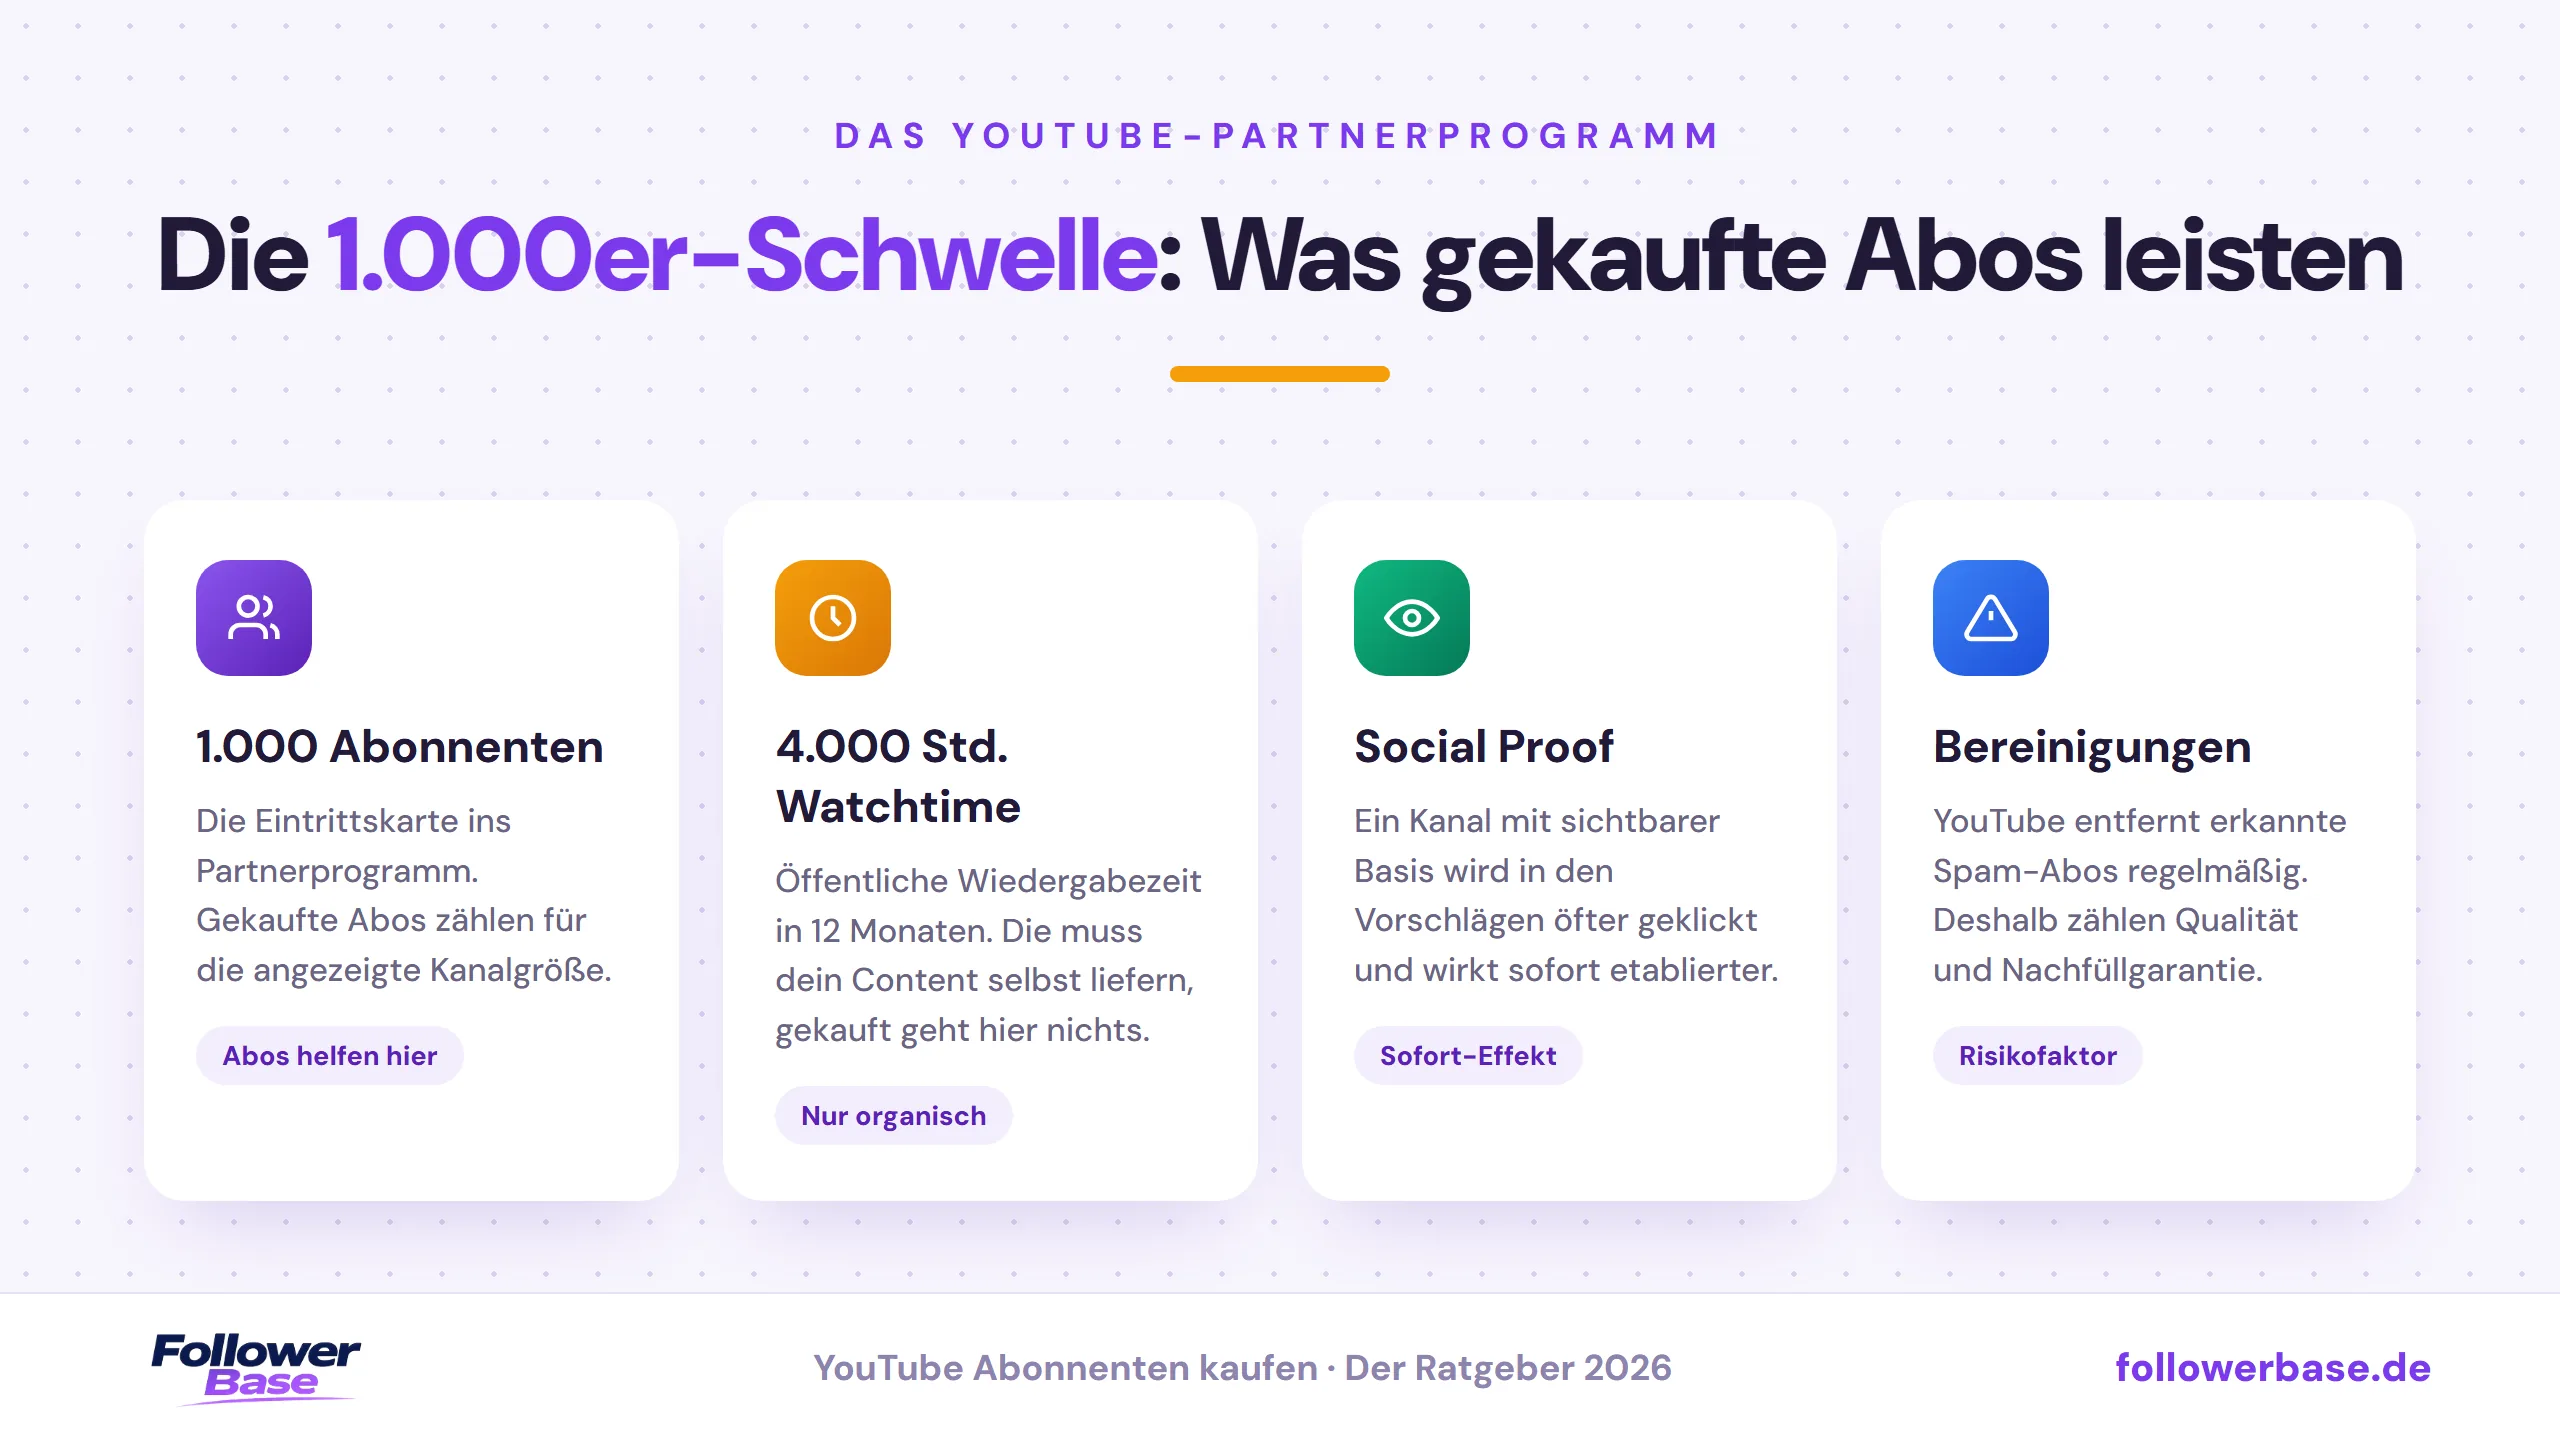 DAS YOUTUBE-PARTNERPROGRAMM
Die 1.000er-Schwelle: Was gekaufte Abos leisten
1.000 Abonnenten
Die Eintrittskarte ins
Partnerprogramm.
Gekaufte Abos zählen für
die angezeigte Kanalgröße.
Abos helfen hier
4.000 Std.
Watchtime
Öffentliche Wiedergabezeit
in 12 Monaten. Die muss
dein Content selbst liefern,
gekauft geht hier nichts.
Nur organisch
Social Proof
Ein Kanal mit sichtbarer
Basis wird in den
Vorschlägen öfter geklickt
und wirkt sofort etablierter.
Sofort-Effekt
Bereinigungen
YouTube entfernt erkannte
Spam-Abos regelmäßig.
Deshalb zählen Qualität
und Nachfüllgarantie.
Risikofaktor
Follower
Base
YouTube Abonnenten kaufen · Der Ratgeber 2026
followerbase.de